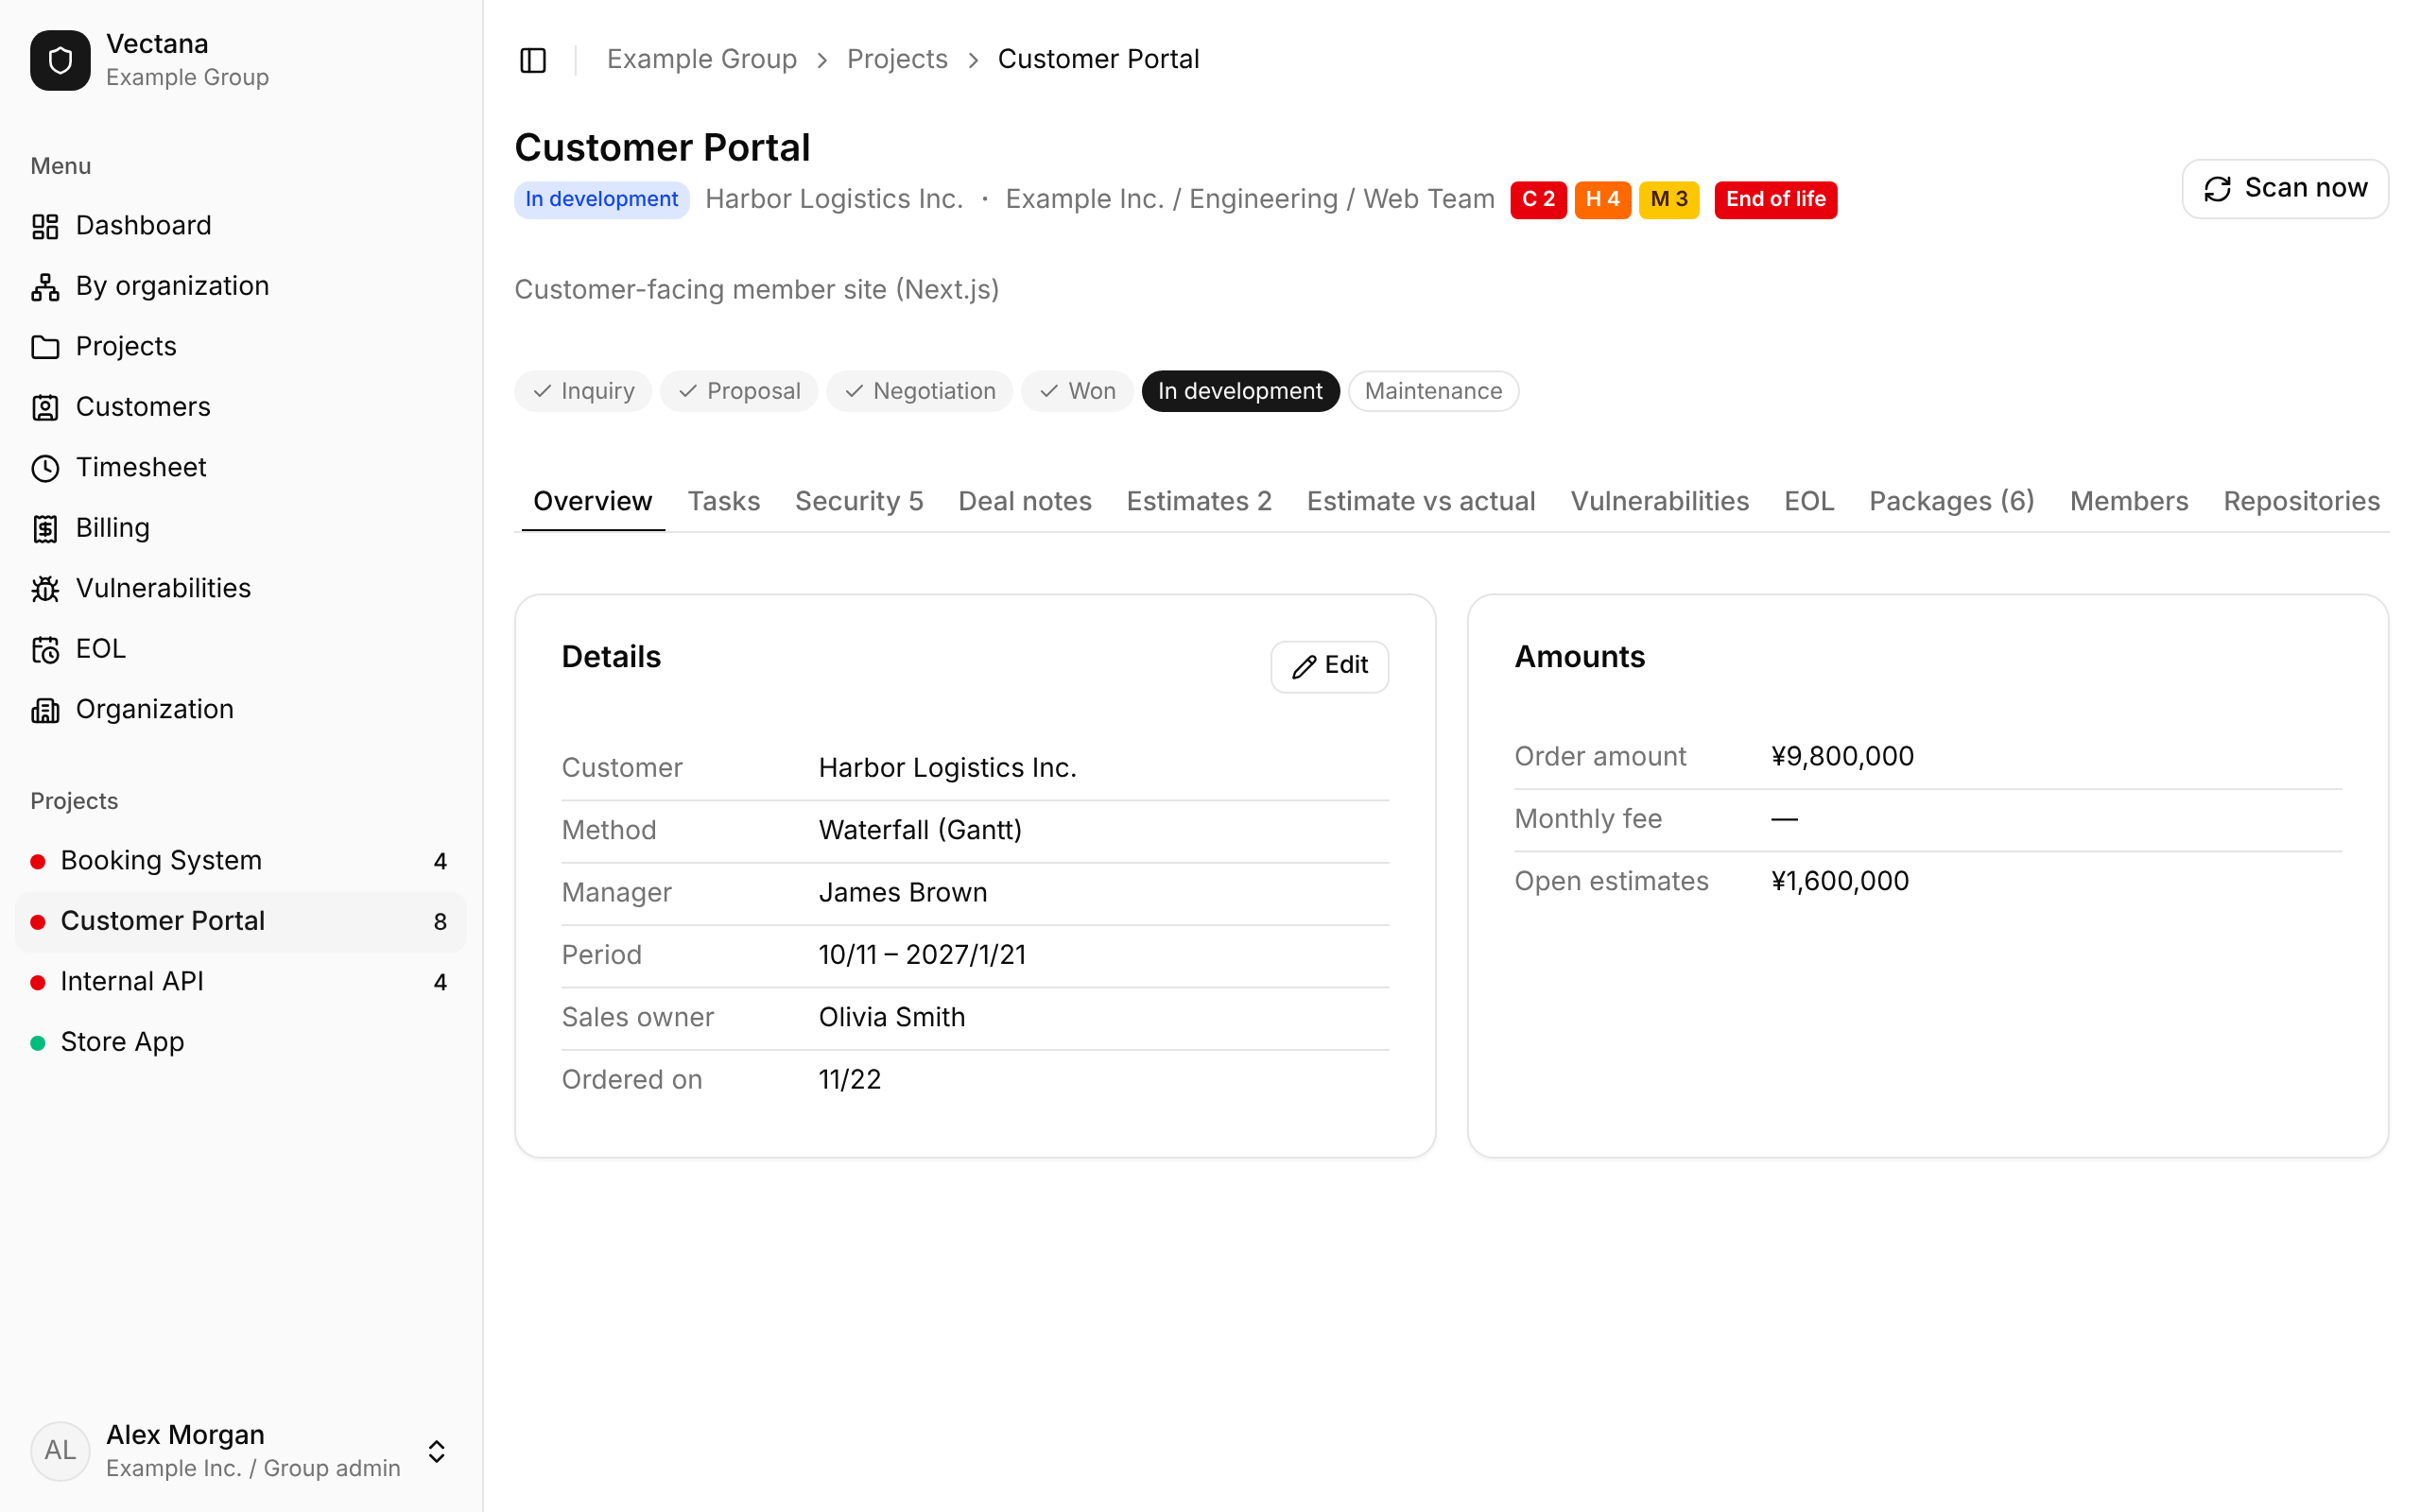 Vectana
Example Group
Menu
Dashboard
By organization
Projects
Customers
Timesheet
Billing
Vulnerabilities
EOL
Organization
Projects
Booking System 4
Customer Portal 8
Internal API 4
Store App
AL
Alex Morgan
Example Inc. / Group admin
Example Group > Projects > Customer Portal
Customer Portal
In development Harbor Logistics Inc. · Example Inc. / Engineering / Web Team C 2 H 4 M 3 End of life
Scan now
Customer-facing member site (Next.js)
Inquiry Proposal Negotiation Won In development Maintenance
Overview Tasks Security 5 Deal notes Estimates 2 Estimate vs actual Vulnerabilities EOL Packages (6) Members Repositories
Details
Edit
Customer Harbor Logistics Inc.
Method Waterfall (Gantt)
Manager James Brown
Period 10/11 – 2027/1/21
Sales owner Olivia Smith
Ordered on 11/22
Amounts
Order amount ¥9,800,000
Monthly fee —
Open estimates ¥1,600,000